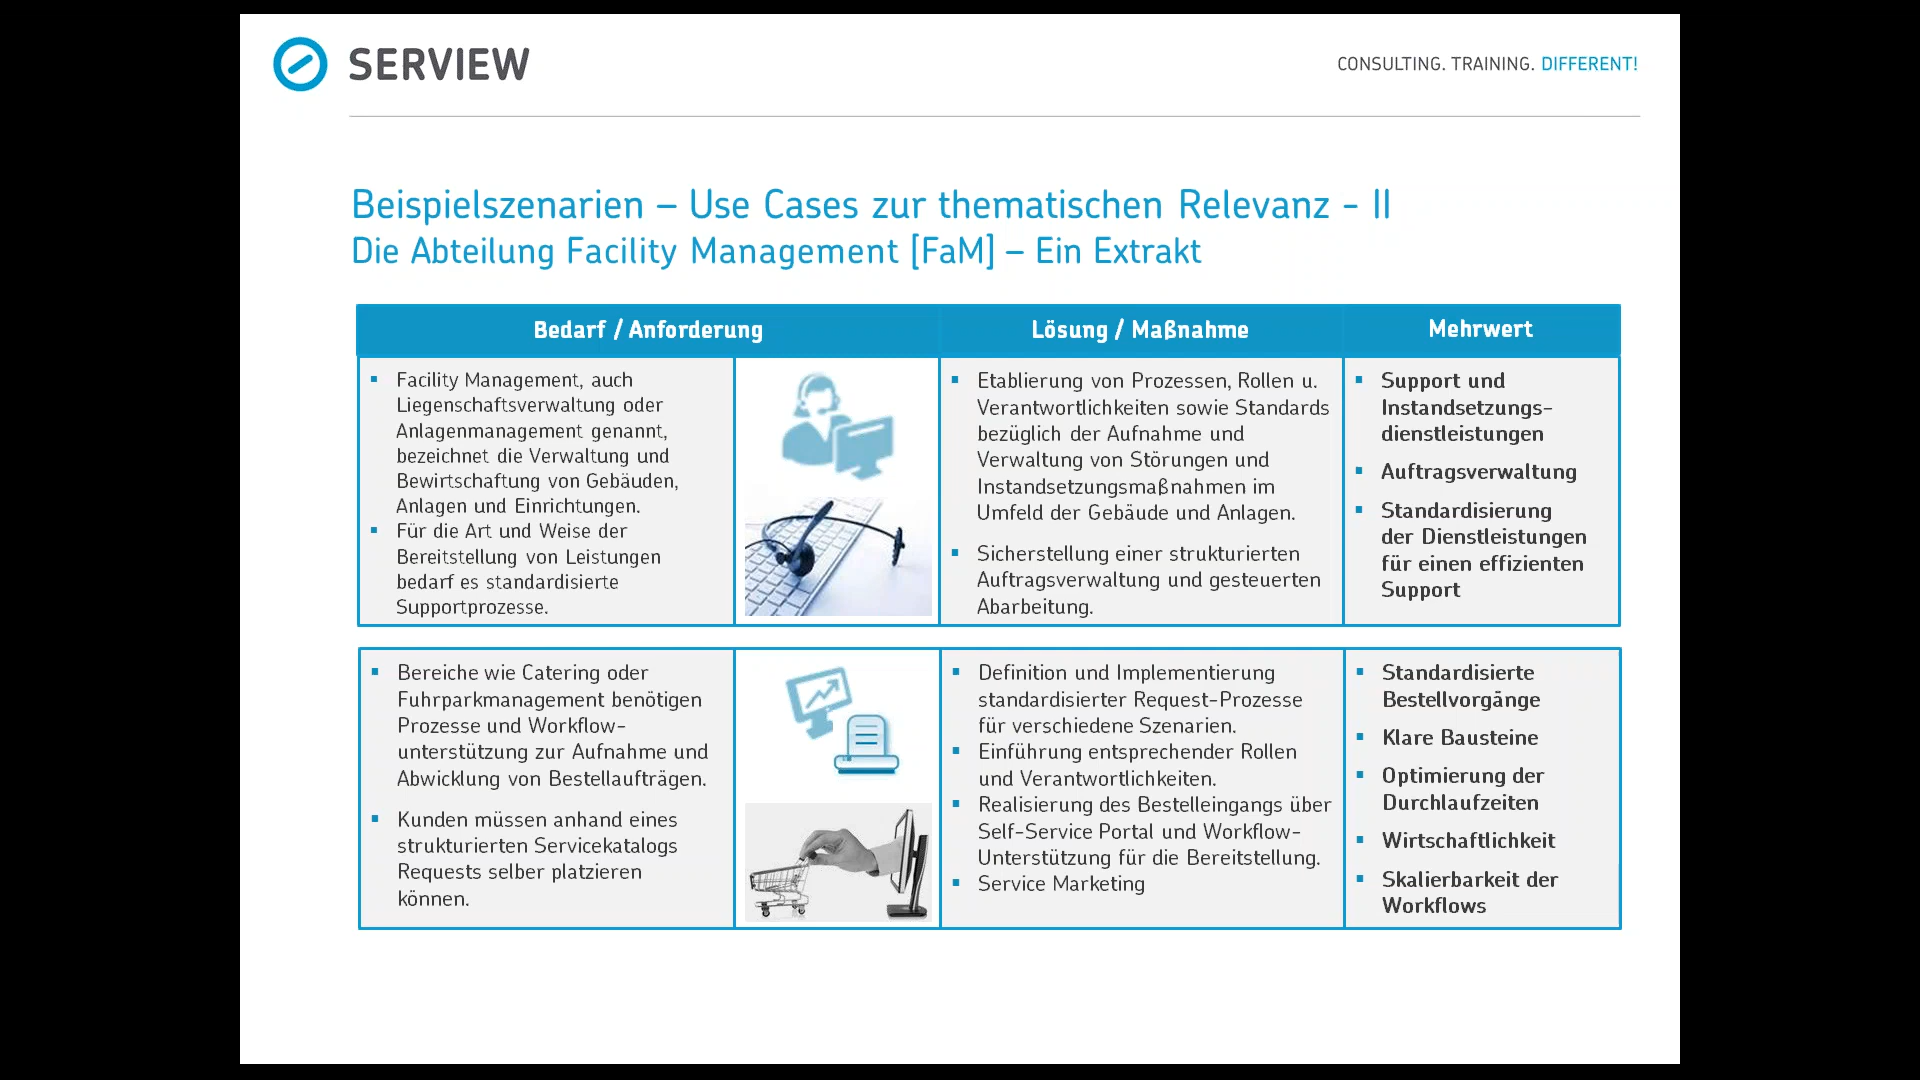 SERVIEW
CONSULTING. TRAINING. DIFFERENT!
Beispielszenarien – Use Cases zur thematischen Relevanz - II
Die Abteilung Facility Management [FaM] – Ein Extrakt
Bedarf / Anforderung
Lösung / Maßnahme
Mehrwert
▪ Facility Management, auch
Liegenschaftsverwaltung oder
Anlagenmanagement genannt,
bezeichnet die Verwaltung und
Bewirtschaftung von Gebäuden,
Anlagen und Einrichtungen.
▪ Für die Art und Weise der
Bereitstellung von Leistungen
bedarf es standardisierte
Supportprozesse.
▪ Etablierung von Prozessen, Rollen u.
Verantwortlichkeiten sowie Standards
bezüglich der Aufnahme und
Verwaltung von Störungen und
Instandsetzungsmaßnahmen im
Umfeld der Gebäude und Anlagen.
▪ Sicherstellung einer strukturierten
Auftragsverwaltung und gesteuerten
Abarbeitung.
▪ Support und
Instandsetzungs-
dienstleistungen
▪ Auftragsverwaltung
▪ Standardisierung
der Dienstleistungen
für einen effizienten
Support
▪ Bereiche wie Catering oder
Fuhrparkmanagement benötigen
Prozesse und Workflow-
unterstützung zur Aufnahme und
Abwicklung von Bestellaufträgen.
▪ Kunden müssen anhand eines
strukturierten Servicekatalogs
Requests selber platzieren
können.
▪ Definition und Implementierung
standardisierter Request-Prozesse
für verschiedene Szenarien.
▪ Einführung entsprechender Rollen
und Verantwortlichkeiten.
▪ Realisierung des Bestelleingangs über
Self-Service Portal und Workflow-
Unterstützung für die Bereitstellung.
▪ Service Marketing
▪ Standardisierte
Bestellvorgänge
▪ Klare Bausteine
▪ Optimierung der
Durchlaufzeiten
▪ Wirtschaftlichkeit
▪ Skalierbarkeit der
Workflows